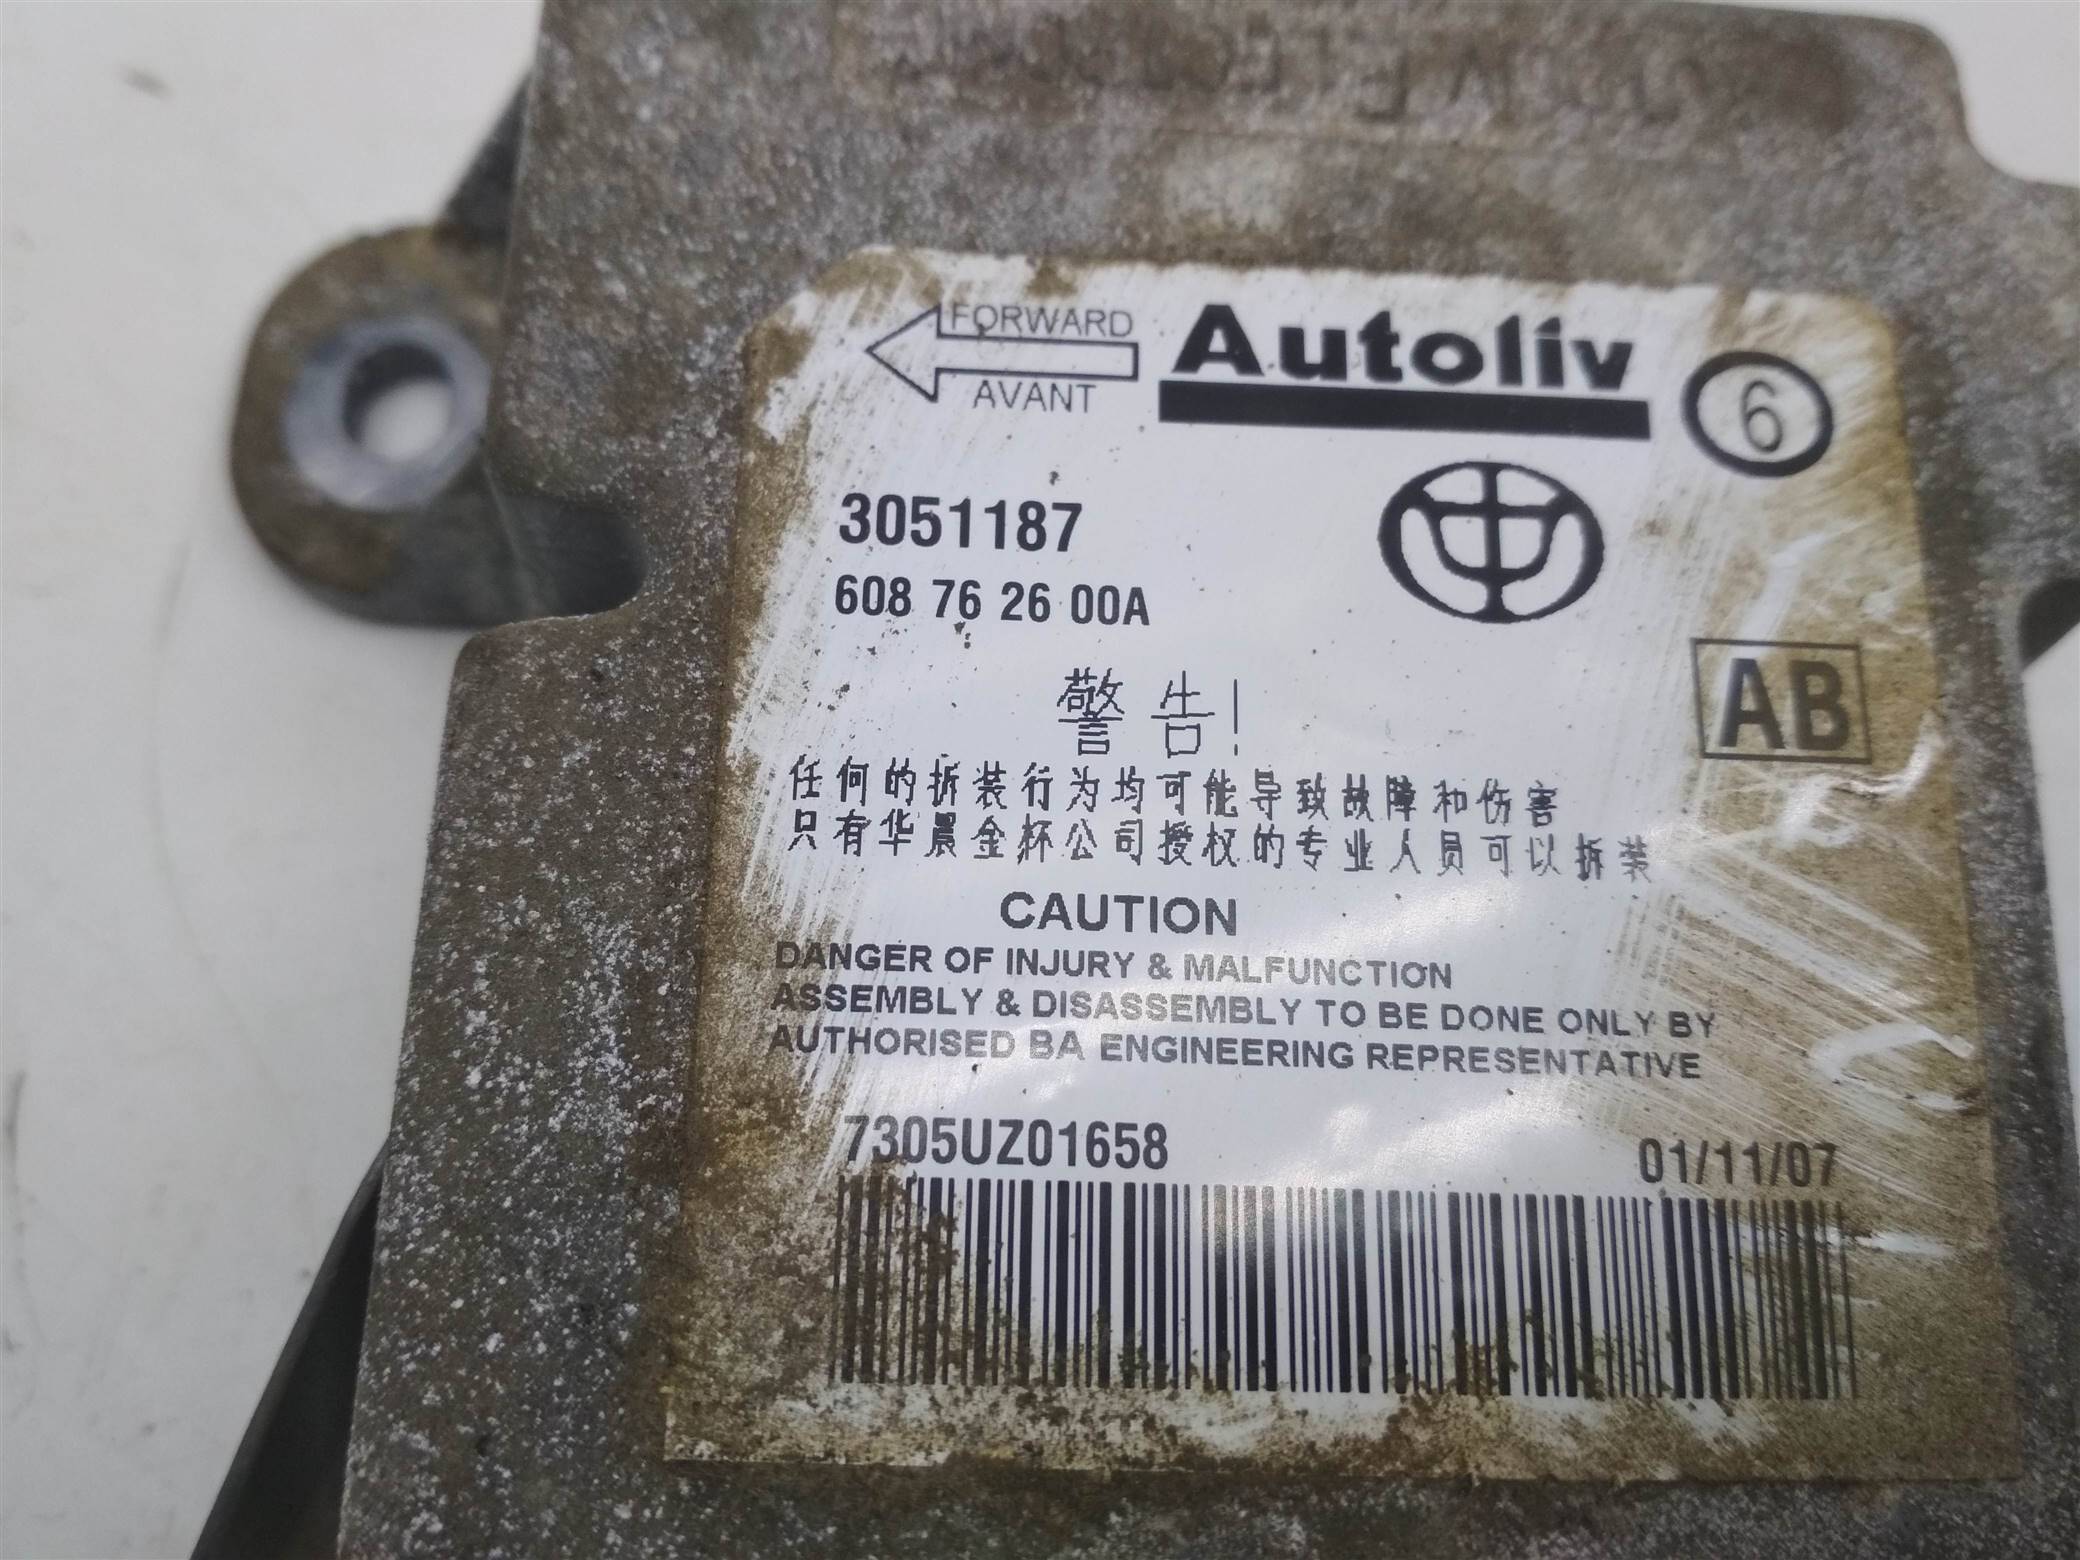 FORWARD
AVANT
Autoliv
6
3051187
608 76 2 6 00A
AB
警告!
任何的拆装行为均可能导致故障和伤害
只有华晨金杯公司授权的专业人员可以拆装
CAUTION
DANGER OF INJURY & MALFUNCTION
ASSEMBLY & DISASSEMBLY TO BE DONE ONLY BY
AUTHORISED BA ENGINEERING REPRESENTATIVE
7305UZ01658 01/11/07